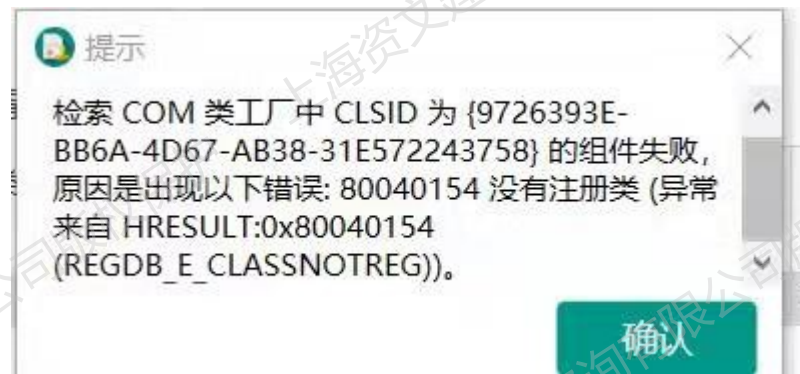 提示
检索 COM 类工厂中 CLSID 为 {9726393E-
BB6A-4D67-AB38-31E572243758} 的组件失败，
原因是出现以下错误: 80040154 没有注册类 (异常
来自 HRESULT:0x80040154
(REGDB_E_CLASSNOTREG))。
确认